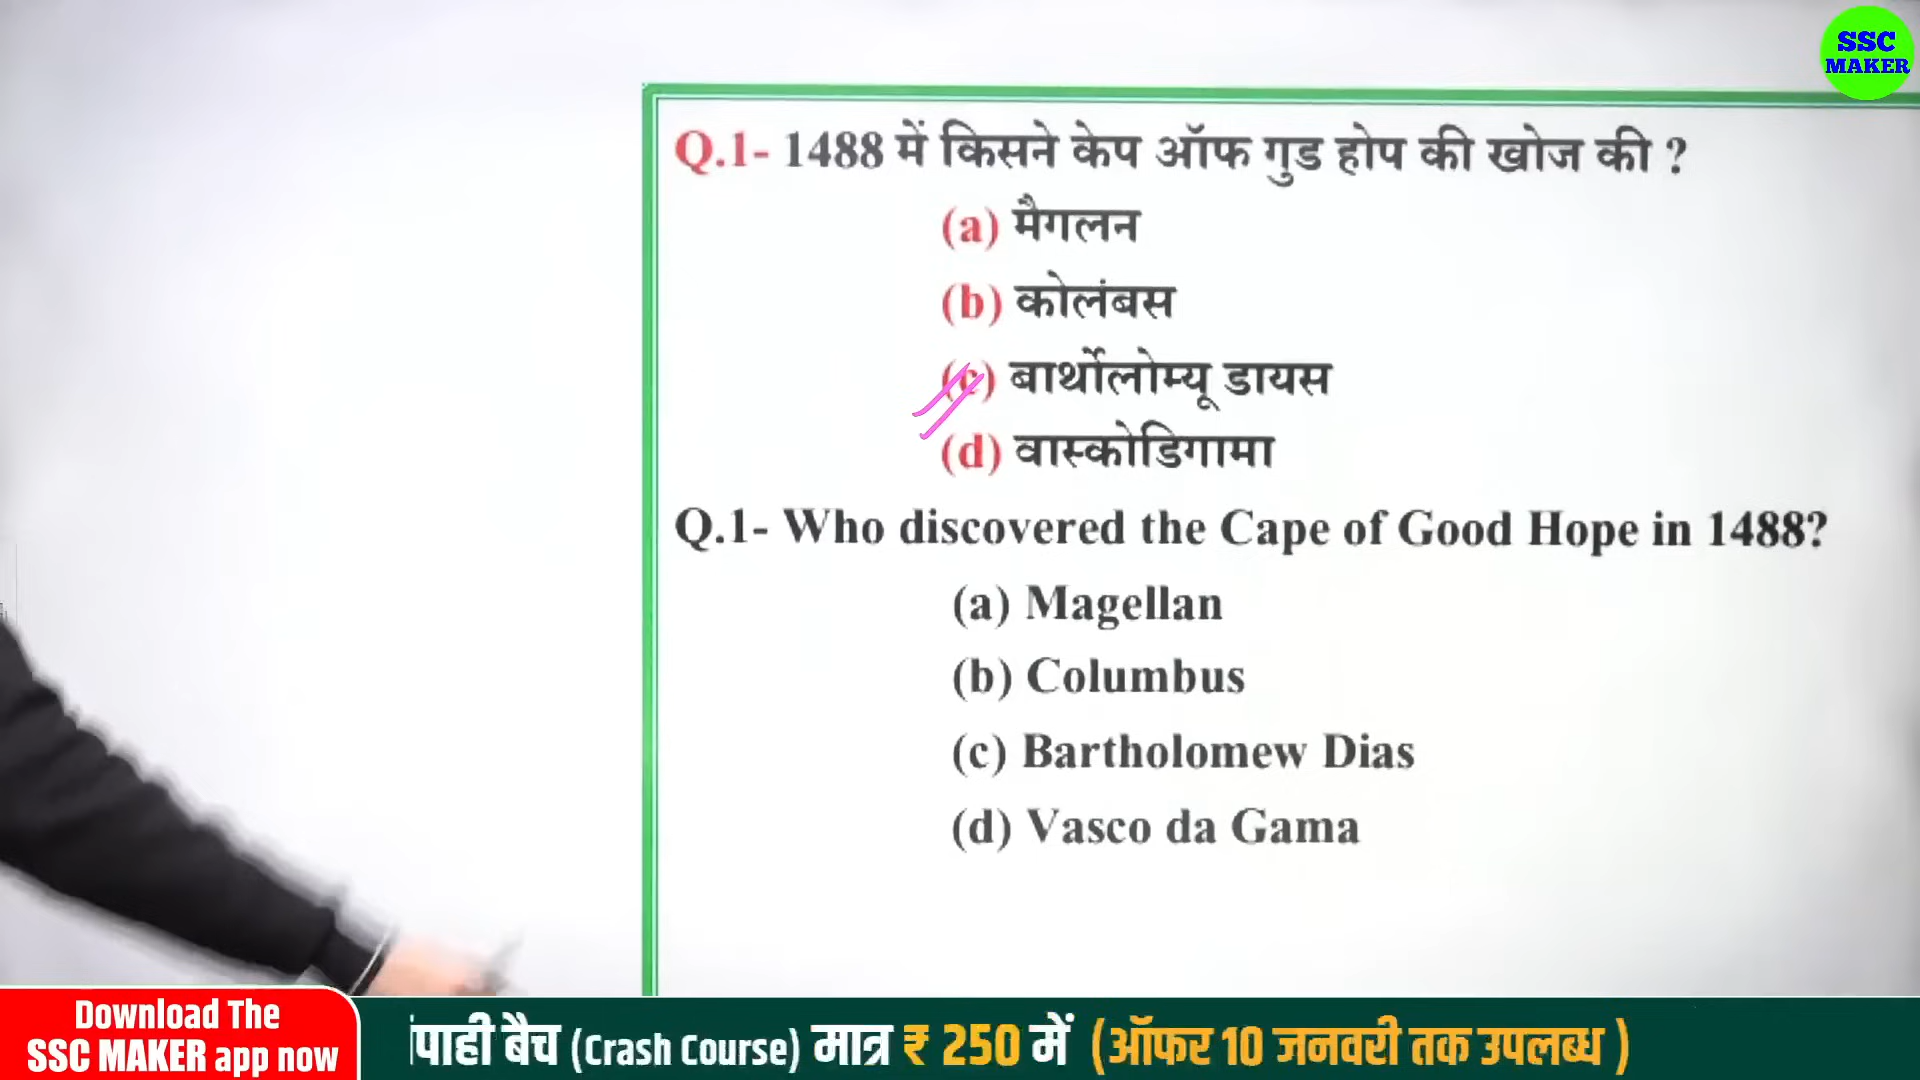 SSC
MAKER
Q.1- 1488 में किसने केप ऑफ गुड होप की खोज की ?
(a) मैगलन
(b) कोलंबस
(c) बार्थोलोम्यू डायस
(d) वास्कोडिगामा
Q.1- Who discovered the Cape of Good Hope in 1488?
(a) Magellan
(b) Columbus
(c) Bartholomew Dias
(d) Vasco da Gama
Download The
SSC MAKER app now
बैच (Crash Course) मात्र ₹ 250 में (ऑफर 10 जनवरी तक उपलब्ध )